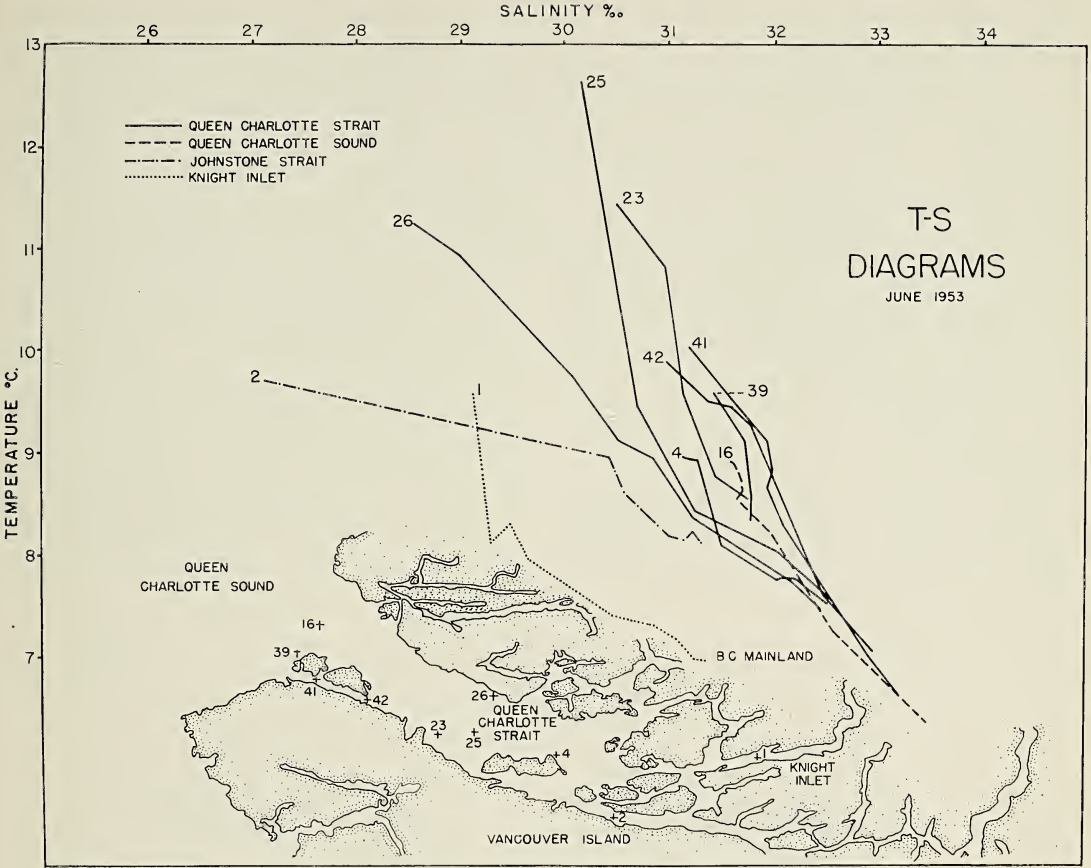 SALINITY ‰
26 27 28 29 30 31 32 33 34
13
12
11
10
9
8
7
TEMPERATURE °C.
QUEEN CHARLOTTE STRAIT
QUEEN CHARLOTTE SOUND
JOHNSTONE STRAIT
KNIGHT INLET
T-S
DIAGRAMS
JUNE 1953
25
23
26
41
42
39
2
1
4
16
QUEEN
CHARLOTTE SOUND
16+
39+
41
42
B C MAINLAND
26+
QUEEN
CHARLOTTE
STRAIT
23
+
+
25
+4
+1
KNIGHT
INLET
+2
VANCOUVER ISLAND